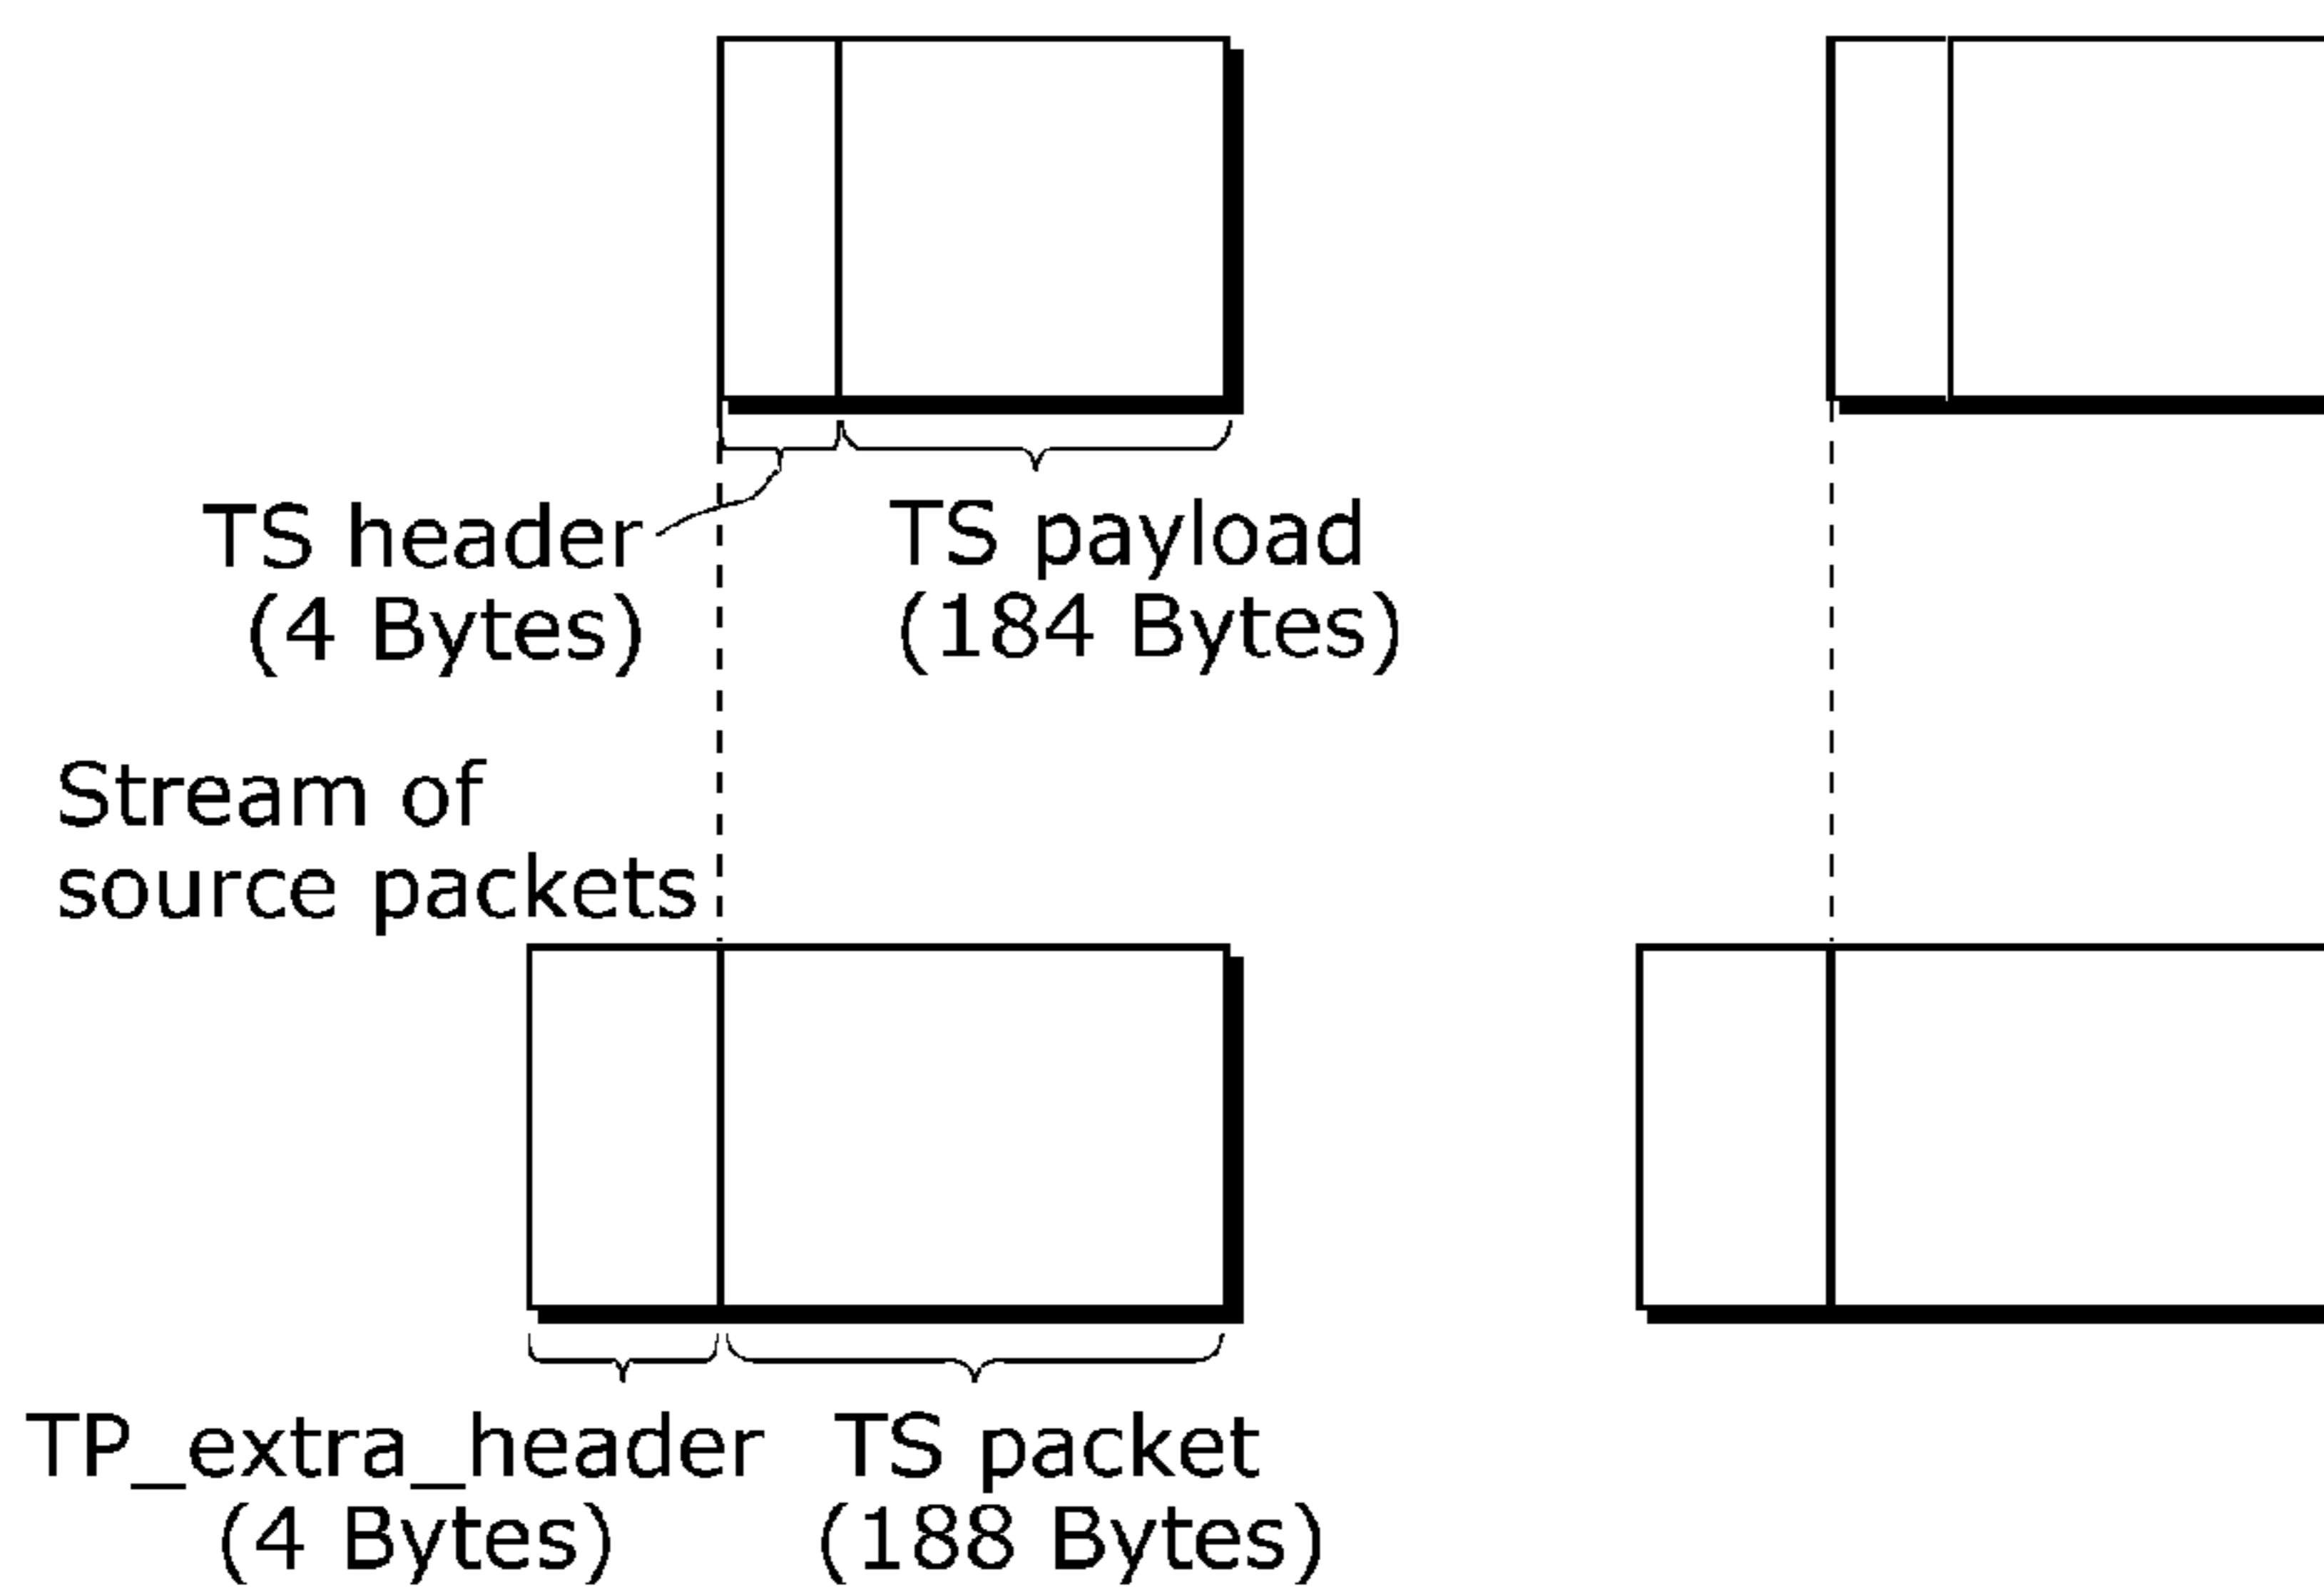 TS header
(4 Bytes)
TS payload
(184 Bytes)
Stream of
source packets
TP_extra_header
(4 Bytes)
TS packet
(188 Bytes)